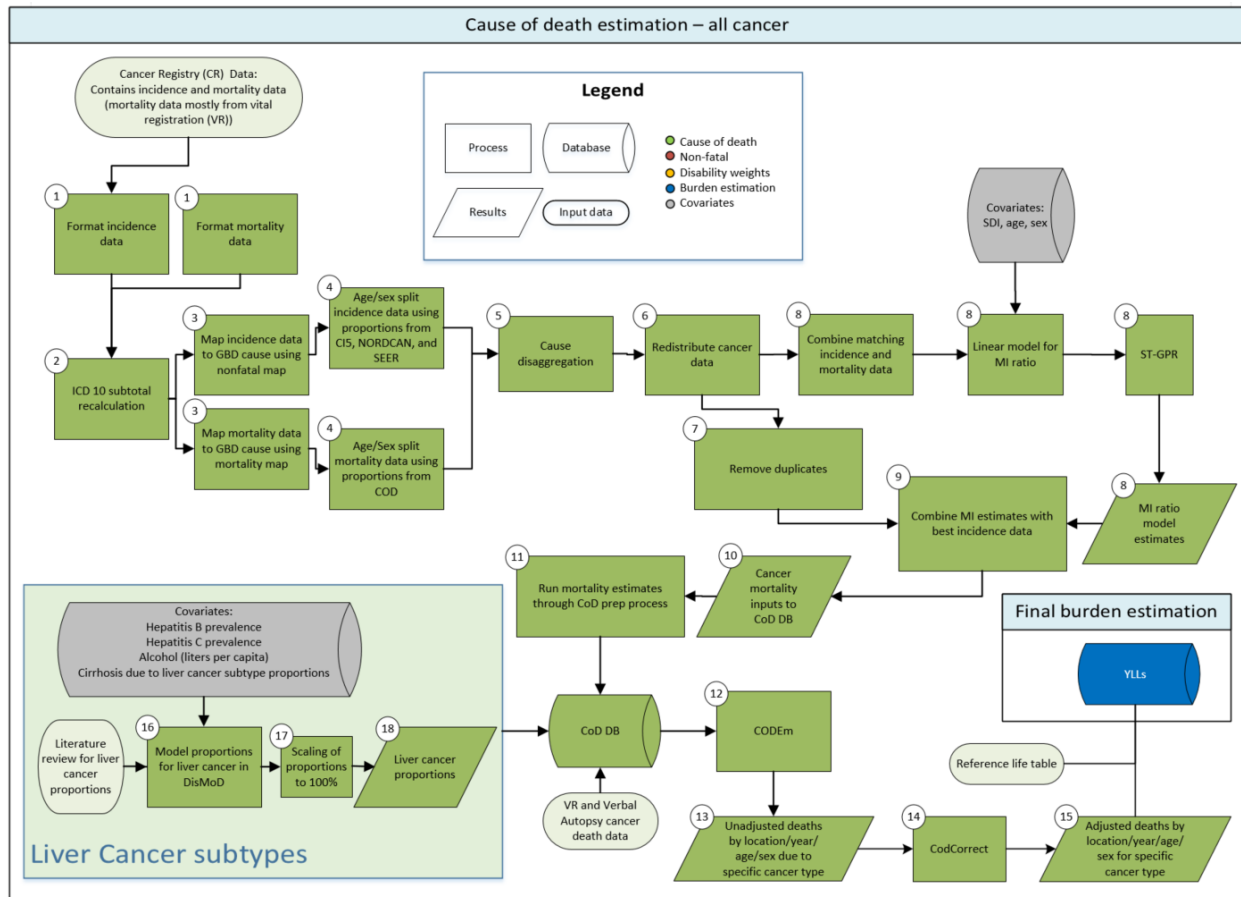 Cause of death estimation – all cancer
Cancer Registry (CR) Data:
Contains incidence and mortality data
(mortality data mostly from vital
registration (VR))
Legend
Process
Database
Results
Input data
Cause of death
Non-fatal
Disability weights
Burden estimation
Covariates
Covariates:
SDI, age, sex
1
Format incidence
data
1
Format mortality
data
2
ICD 10 subtotal
recalculation
3
Map incidence data
to GBD cause using
nonfatal map
3
Map mortality data
to GBD cause using
mortality map
4
Age/sex split
incidence data using
proportions from
CI5, NORDCAN, and
SEER
4
Age/Sex split
mortality data using
proportions from
COD
5
Cause
disaggregation
6
Redistribute cancer
data
8
Combine matching
incidence and
mortality data
8
Linear model for
MI ratio
8
ST-GPR
7
Remove duplicates
9
Combine MI estimates with
best incidence data
8
MI ratio
model
estimates
11
Run mortality estimates
through CoD prep process
10
Cancer
mortality
inputs to
CoD DB
Final burden estimation
YLLs
Covariates:
Hepatitis B prevalence
Hepatitis C prevalence
Alcohol (liters per capita)
Cirrhosis due to liver cancer subtype proportions
Literature
review for liver
cancer
proportions
16
Model proportions
for liver cancer in
DisMoD
17
Scaling of
proportions
to 100%
18
Liver cancer
proportions
Liver Cancer subtypes
CoD DB
12
CODEm
Reference life table
VR and Verbal
Autopsy cancer
death data
13
Unadjusted deaths
by location/year/
age/sex due to
specific cancer type
14
CodCorrect
15
Adjusted deaths by
location/year/age/
sex for specific
cancer type